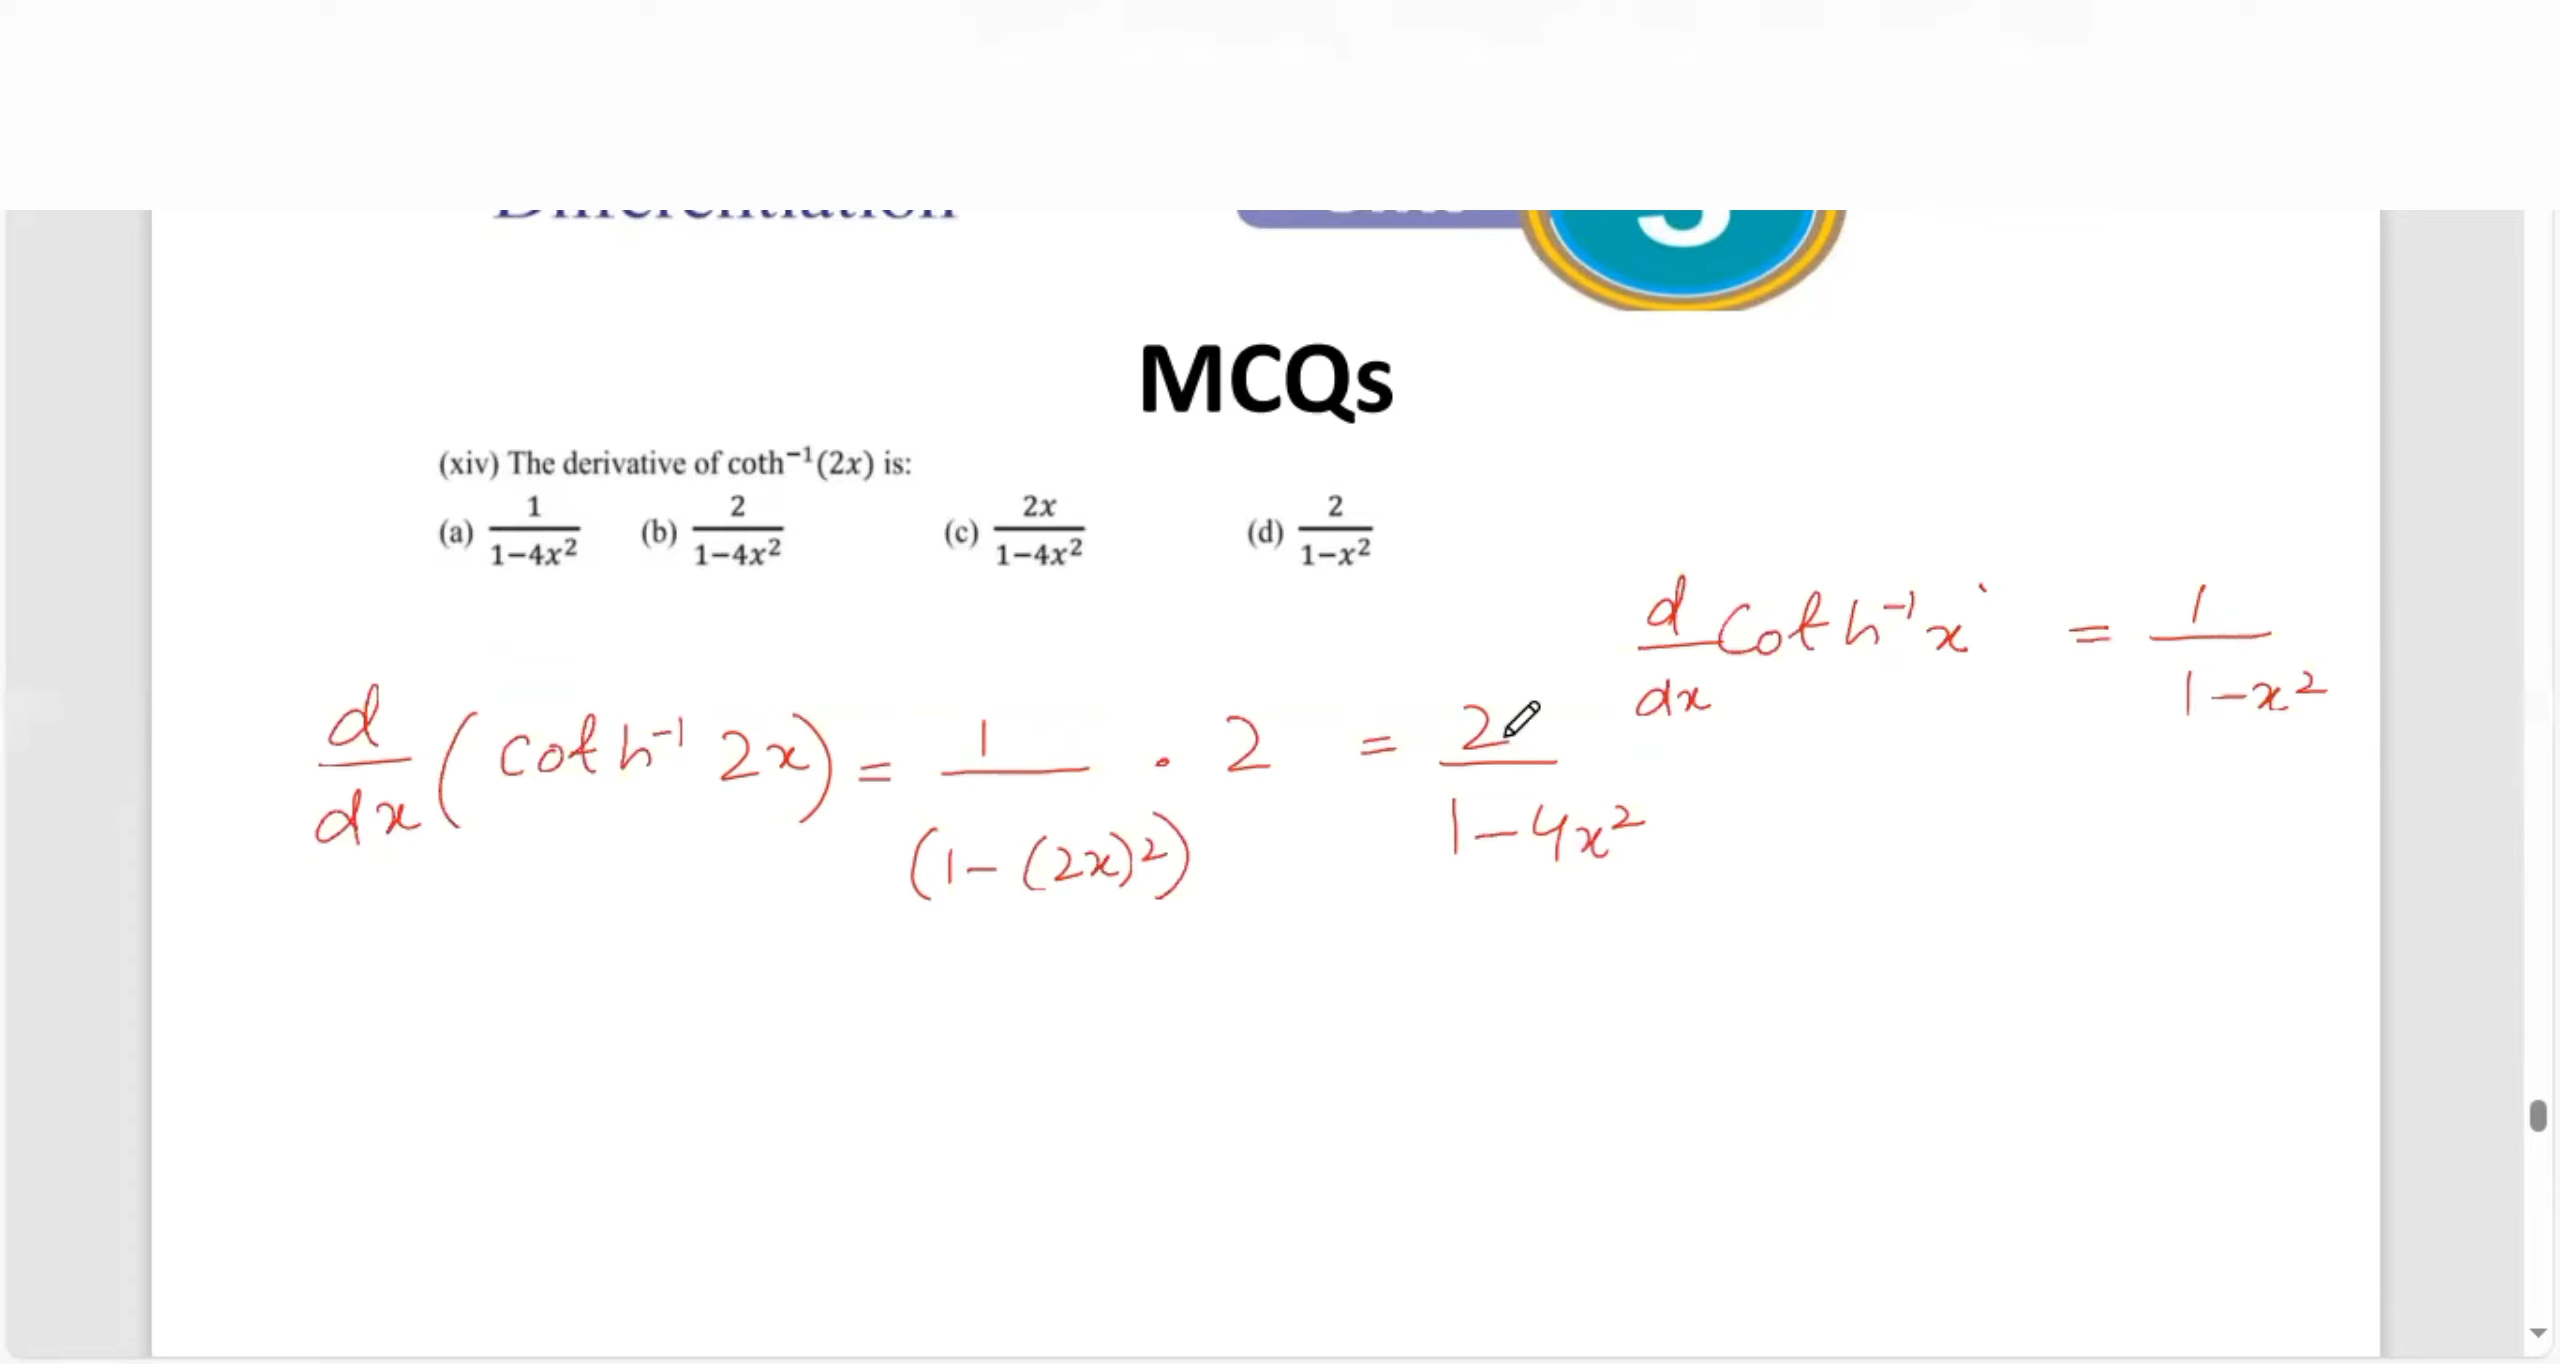 Differentiation
3
MCQs
(xiv) The derivative of coth⁻¹(2x) is:
(a) 1/(1−4x²) (b) 2/(1−4x²) (c) 2x/(1−4x²) (d) 2/(1−x²)
d/dx Coth⁻¹x = 1/(1−x²)
d/dx (coth⁻¹ 2x) = 1/(1−(2x)²) · 2 = 2/(1−4x²)